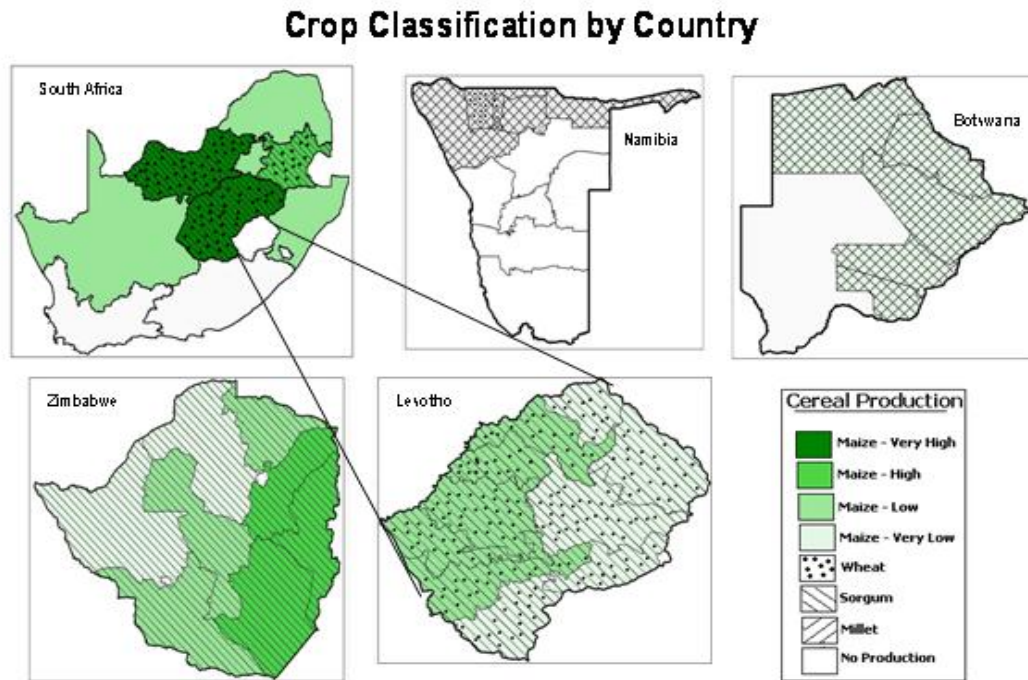 Crop Classification by Country
South Africa
Namibia
Botswana
Zimbabwe
Lesotho
Cereal Production
Maize - Very High
Maize - High
Maize - Low
Maize - Very Low
Wheat
Sorgum
Millet
No Production